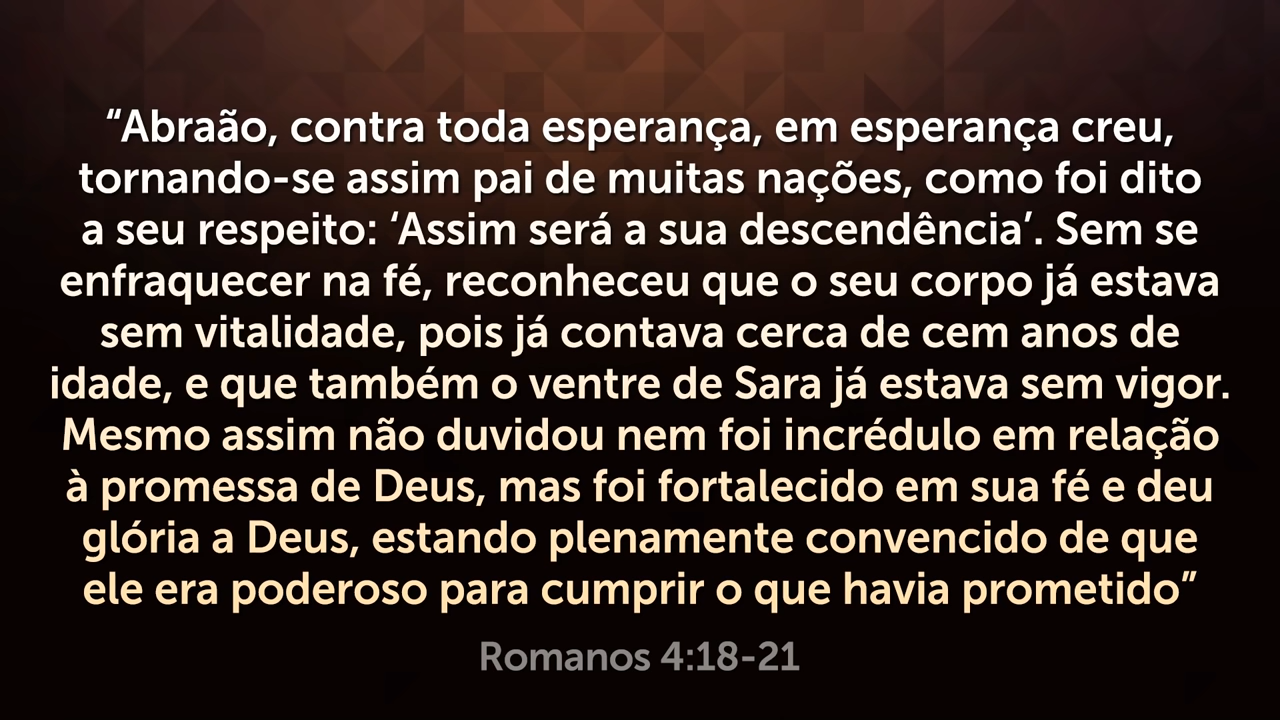 “Abraão, contra toda esperança, em esperança creu,
tornando-se assim pai de muitas nações, como foi dito
a seu respeito: ‘Assim será a sua descendência’. Sem se
enfraquecer na fé, reconheceu que o seu corpo já estava
sem vitalidade, pois já contava cerca de cem anos de
idade, e que também o ventre de Sara já estava sem vigor.
Mesmo assim não duvidou nem foi incrédulo em relação
à promessa de Deus, mas foi fortalecido em sua fé e deu
glória a Deus, estando plenamente convencido de que
ele era poderoso para cumprir o que havia prometido”
Romanos 4:18-21